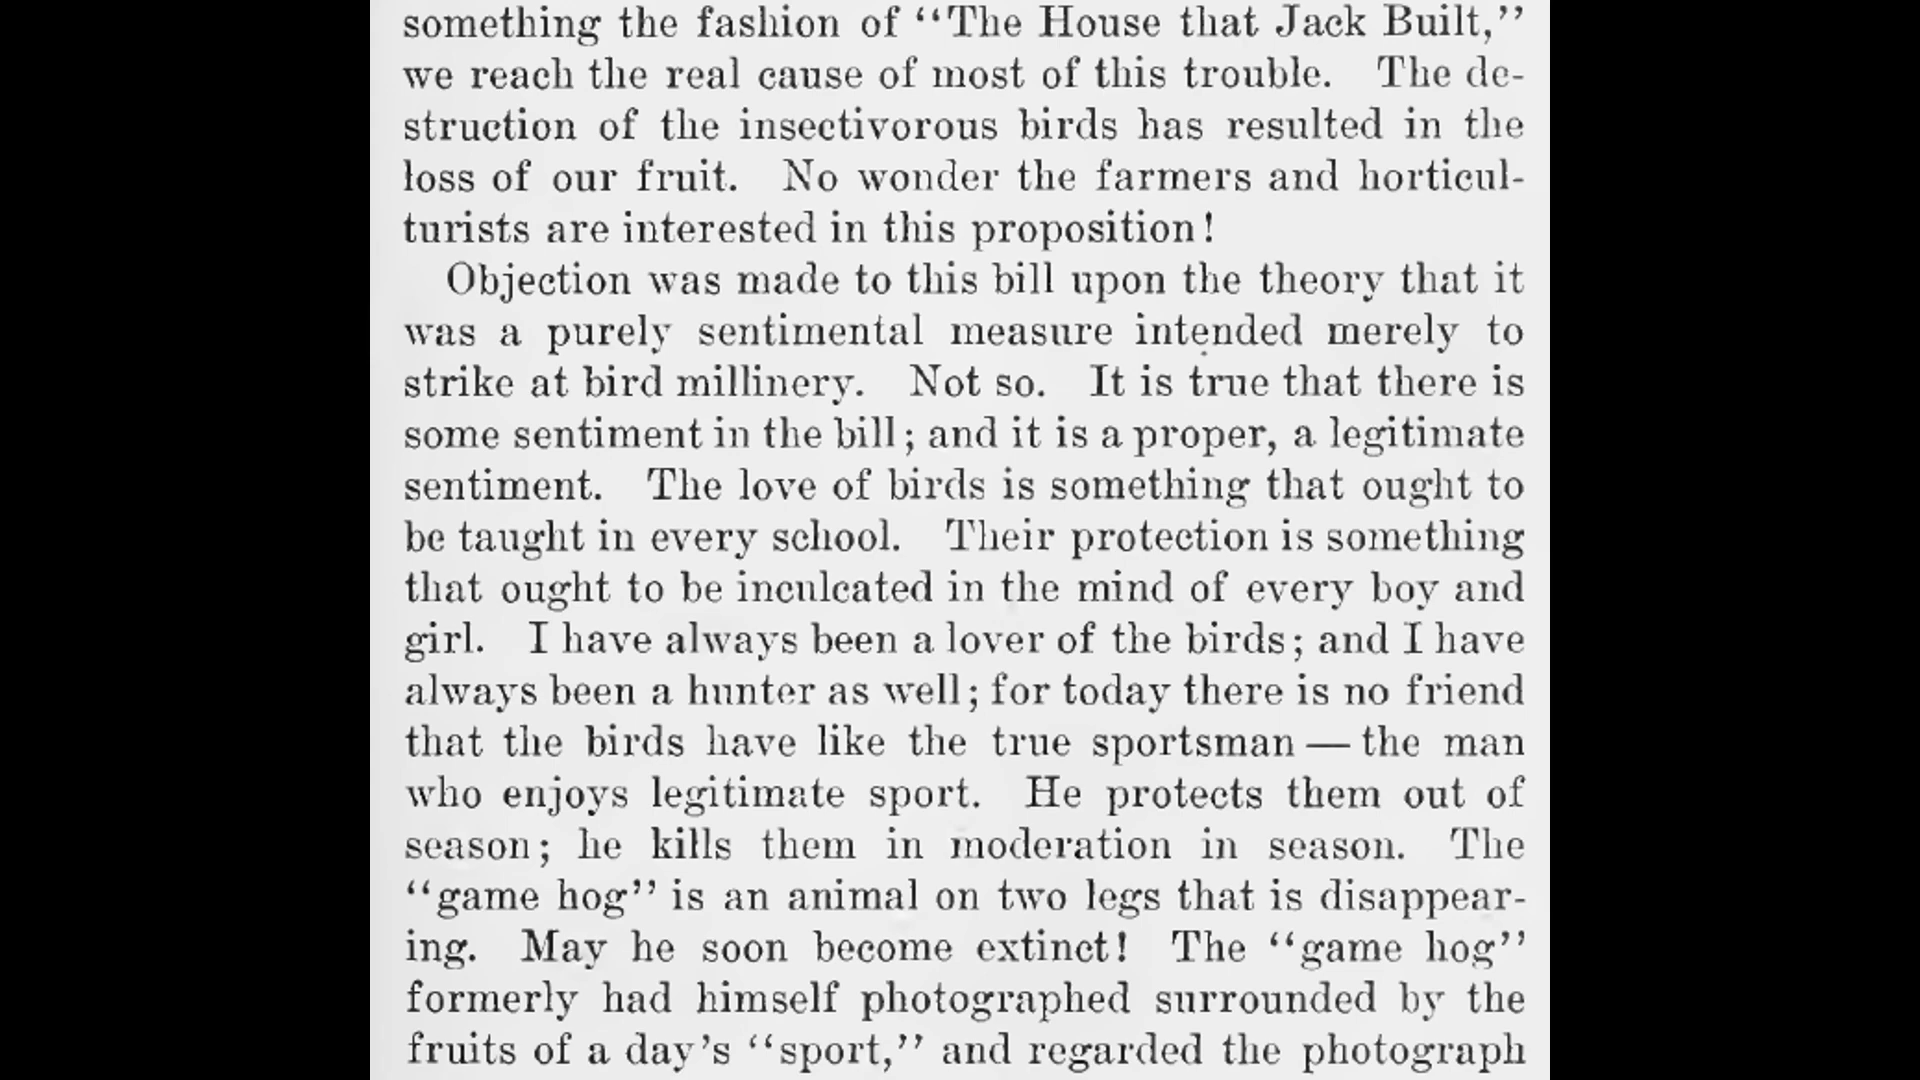 something the fashion of “The House that Jack Built,”
we reach the real cause of most of this trouble. The de-
struction of the insectivorous birds has resulted in the
loss of our fruit. No wonder the farmers and horticul-
turists are interested in this proposition!
Objection was made to this bill upon the theory that it
was a purely sentimental measure intended merely to
strike at bird millinery. Not so. It is true that there is
some sentiment in the bill; and it is a proper, a legitimate
sentiment. The love of birds is something that ought to
be taught in every school. Their protection is something
that ought to be inculcated in the mind of every boy and
girl. I have always been a lover of the birds; and I have
always been a hunter as well; for today there is no friend
that the birds have like the true sportsman — the man
who enjoys legitimate sport. He protects them out of
season; he kills them in moderation in season. The
“game hog” is an animal on two legs that is disappear-
ing. May he soon become extinct! The “game hog”
formerly had himself photographed surrounded by the
fruits of a day’s “sport,” and regarded the photograph